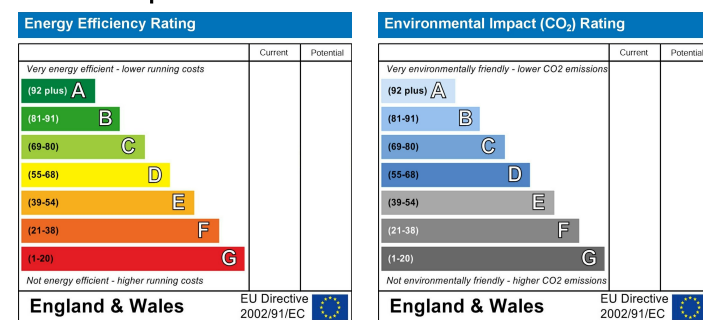 Energy Efficiency Rating
Current Potential
Very energy efficient - lower running costs
(92 plus) A
(81-91) B
(69-80) C
(55-68) D
(39-54) E
(21-38) F
(1-20) G
Not energy efficient - higher running costs
England & Wales
EU Directive
2002/91/EC
Environmental Impact (CO₂) Rating
Current Potential
Very environmentally friendly - lower CO2 emissions
(92 plus) A
(81-91) B
(69-80) C
(55-68) D
(39-54) E
(21-38) F
(1-20) G
Not environmentally friendly - higher CO2 emissions
England & Wales
EU Directive
2002/91/EC